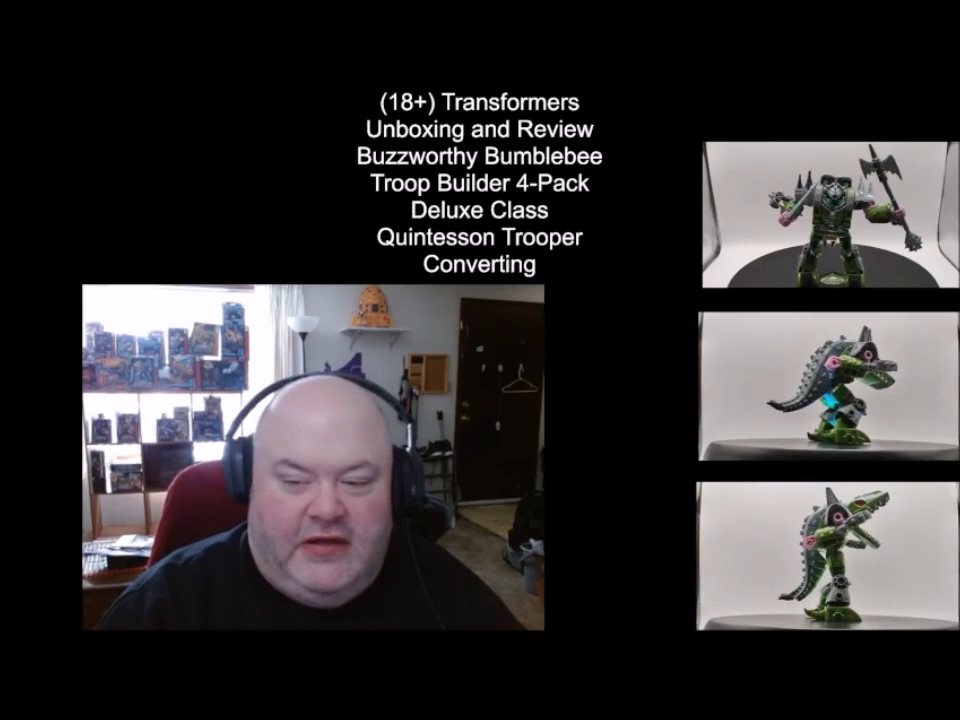 (18+) Transformers
Unboxing and Review
Buzzworthy Bumblebee
Troop Builder 4-Pack
Deluxe Class
Quintesson Trooper
Converting